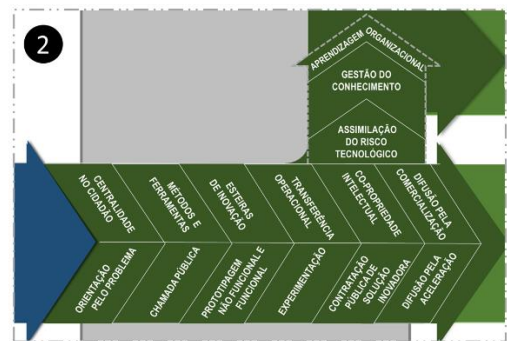 2
APRENDIZAGEM
ORGANIZACIONAL
GESTÃO DO
CONHECIMENTO
ASSIMILAÇÃO
DO RISCO
TECNOLÓGICO
CENTRALIDADE
NO CIDADÃO
MÉTODOS E
FERRAMENTAS
ESTEIRAS
DE INOVAÇÃO
TRANSFERÊNCIA
OPERACIONAL
CO-PROPRIEDADE
INTELECTUAL
DIFUSÃO PELA
COMERCIALIZAÇÃO
ORIENTAÇÃO
PELO PROBLEMA
CHAMADA PÚBLICA
PROTOTIPAGEM
NÃO FUNCIONAL E
FUNCIONAL
EXPERIMENTAÇÃO
CONTRATAÇÃO
PÚBLICA DE
SOLUÇÃO
INOVADORA
DIFUSÃO PELA
ACELERAÇÃO